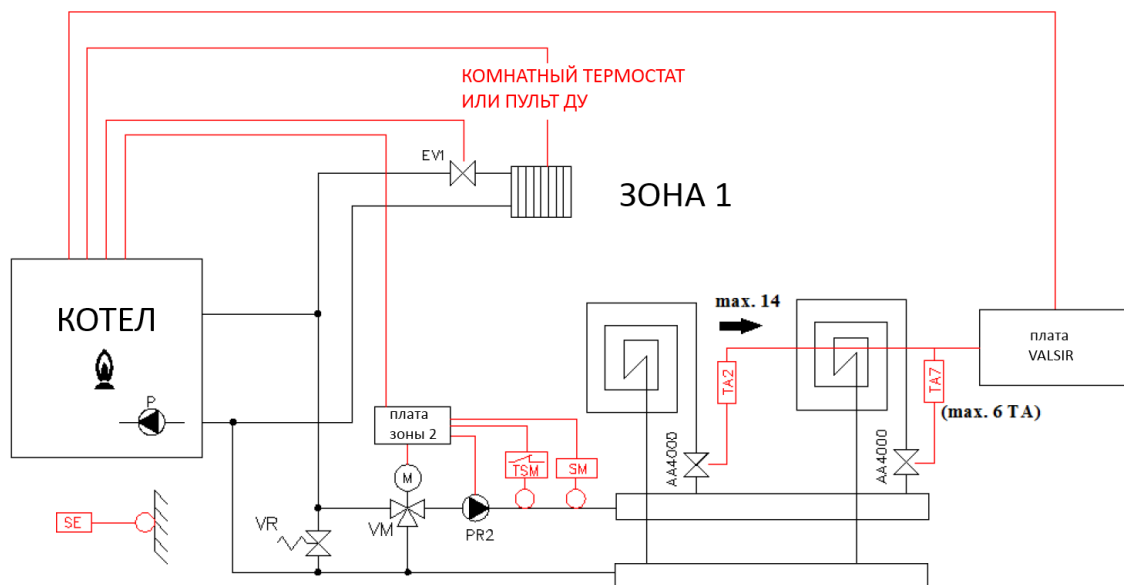 КОМНАТНЫЙ ТЕРМОСТАТ
ИЛИ ПУЛЬТ ДУ
EV1
ЗОНА 1
КОТЕЛ
P
max. 14
плата
VALSIR
TA2
TA7
(max. 6 TA)
плата
зоны 2
TSM
SM
AA4000
AA4000
M
SE
VR
VM
PR2